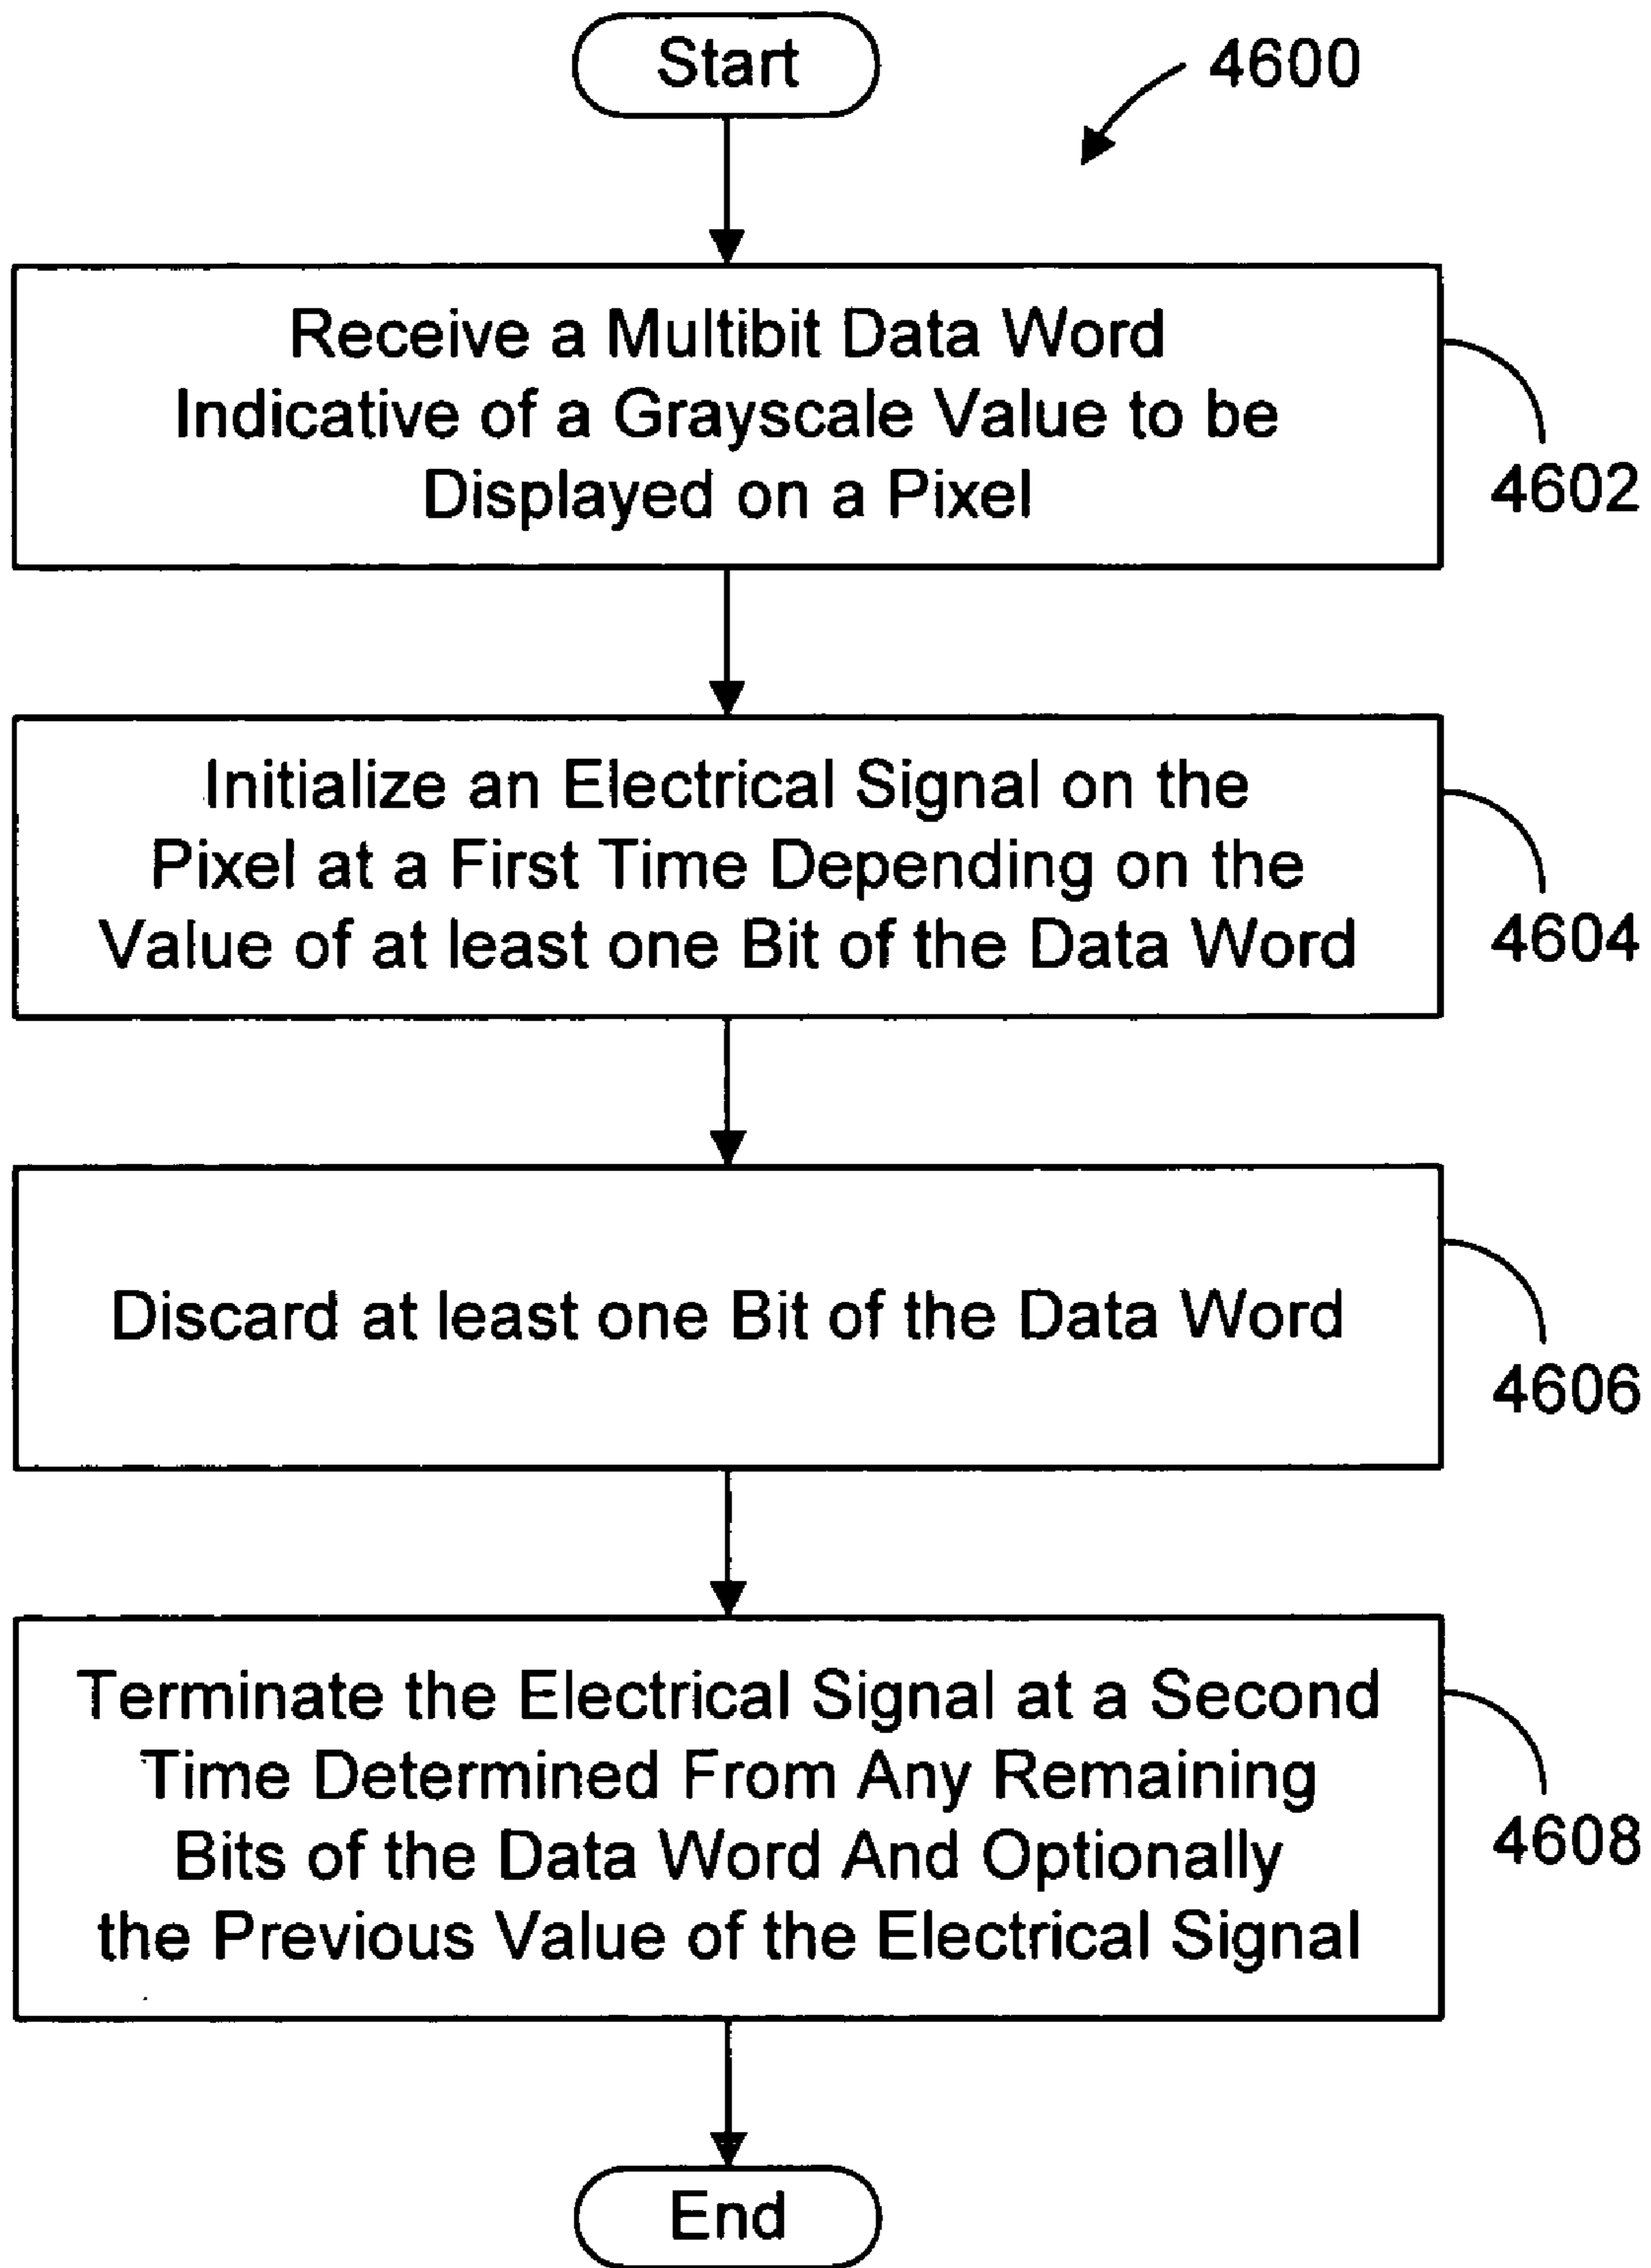 Start
4600
Receive a Multibit Data Word
Indicative of a Grayscale Value to be
Displayed on a Pixel
4602
Initialize an Electrical Signal on the
Pixel at a First Time Depending on the
Value of at least one Bit of the Data Word
4604
Discard at least one Bit of the Data Word
4606
Terminate the Electrical Signal at a Second
Time Determined From Any Remaining
Bits of the Data Word And Optionally
the Previous Value of the Electrical Signal
4608
End